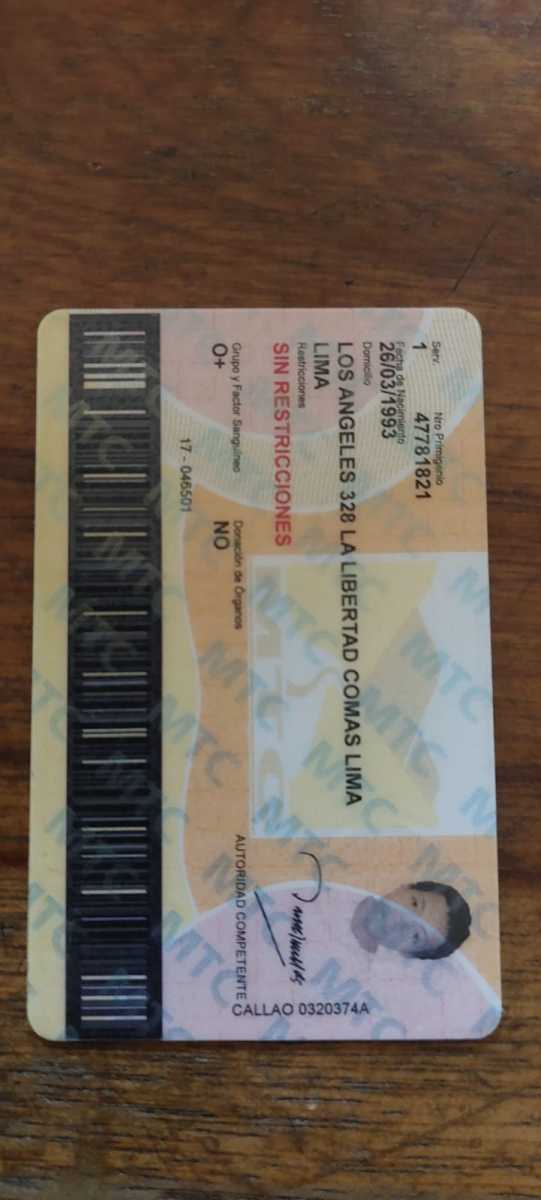 Serv. Nro Primigenio
1 47781821
Fecha de Nacimiento
26/03/1993
Domicilio
LOS ANGELES 328 LA LIBERTAD COMAS LIMA
LIMA
Restricciones
SIN RESTRICCIONES
Grupo y Factor Sanguíneo Donación de Órganos
O+ NO
17 - 046501
AUTORIDAD COMPETENTE
CALLAO 0320374A
MTC